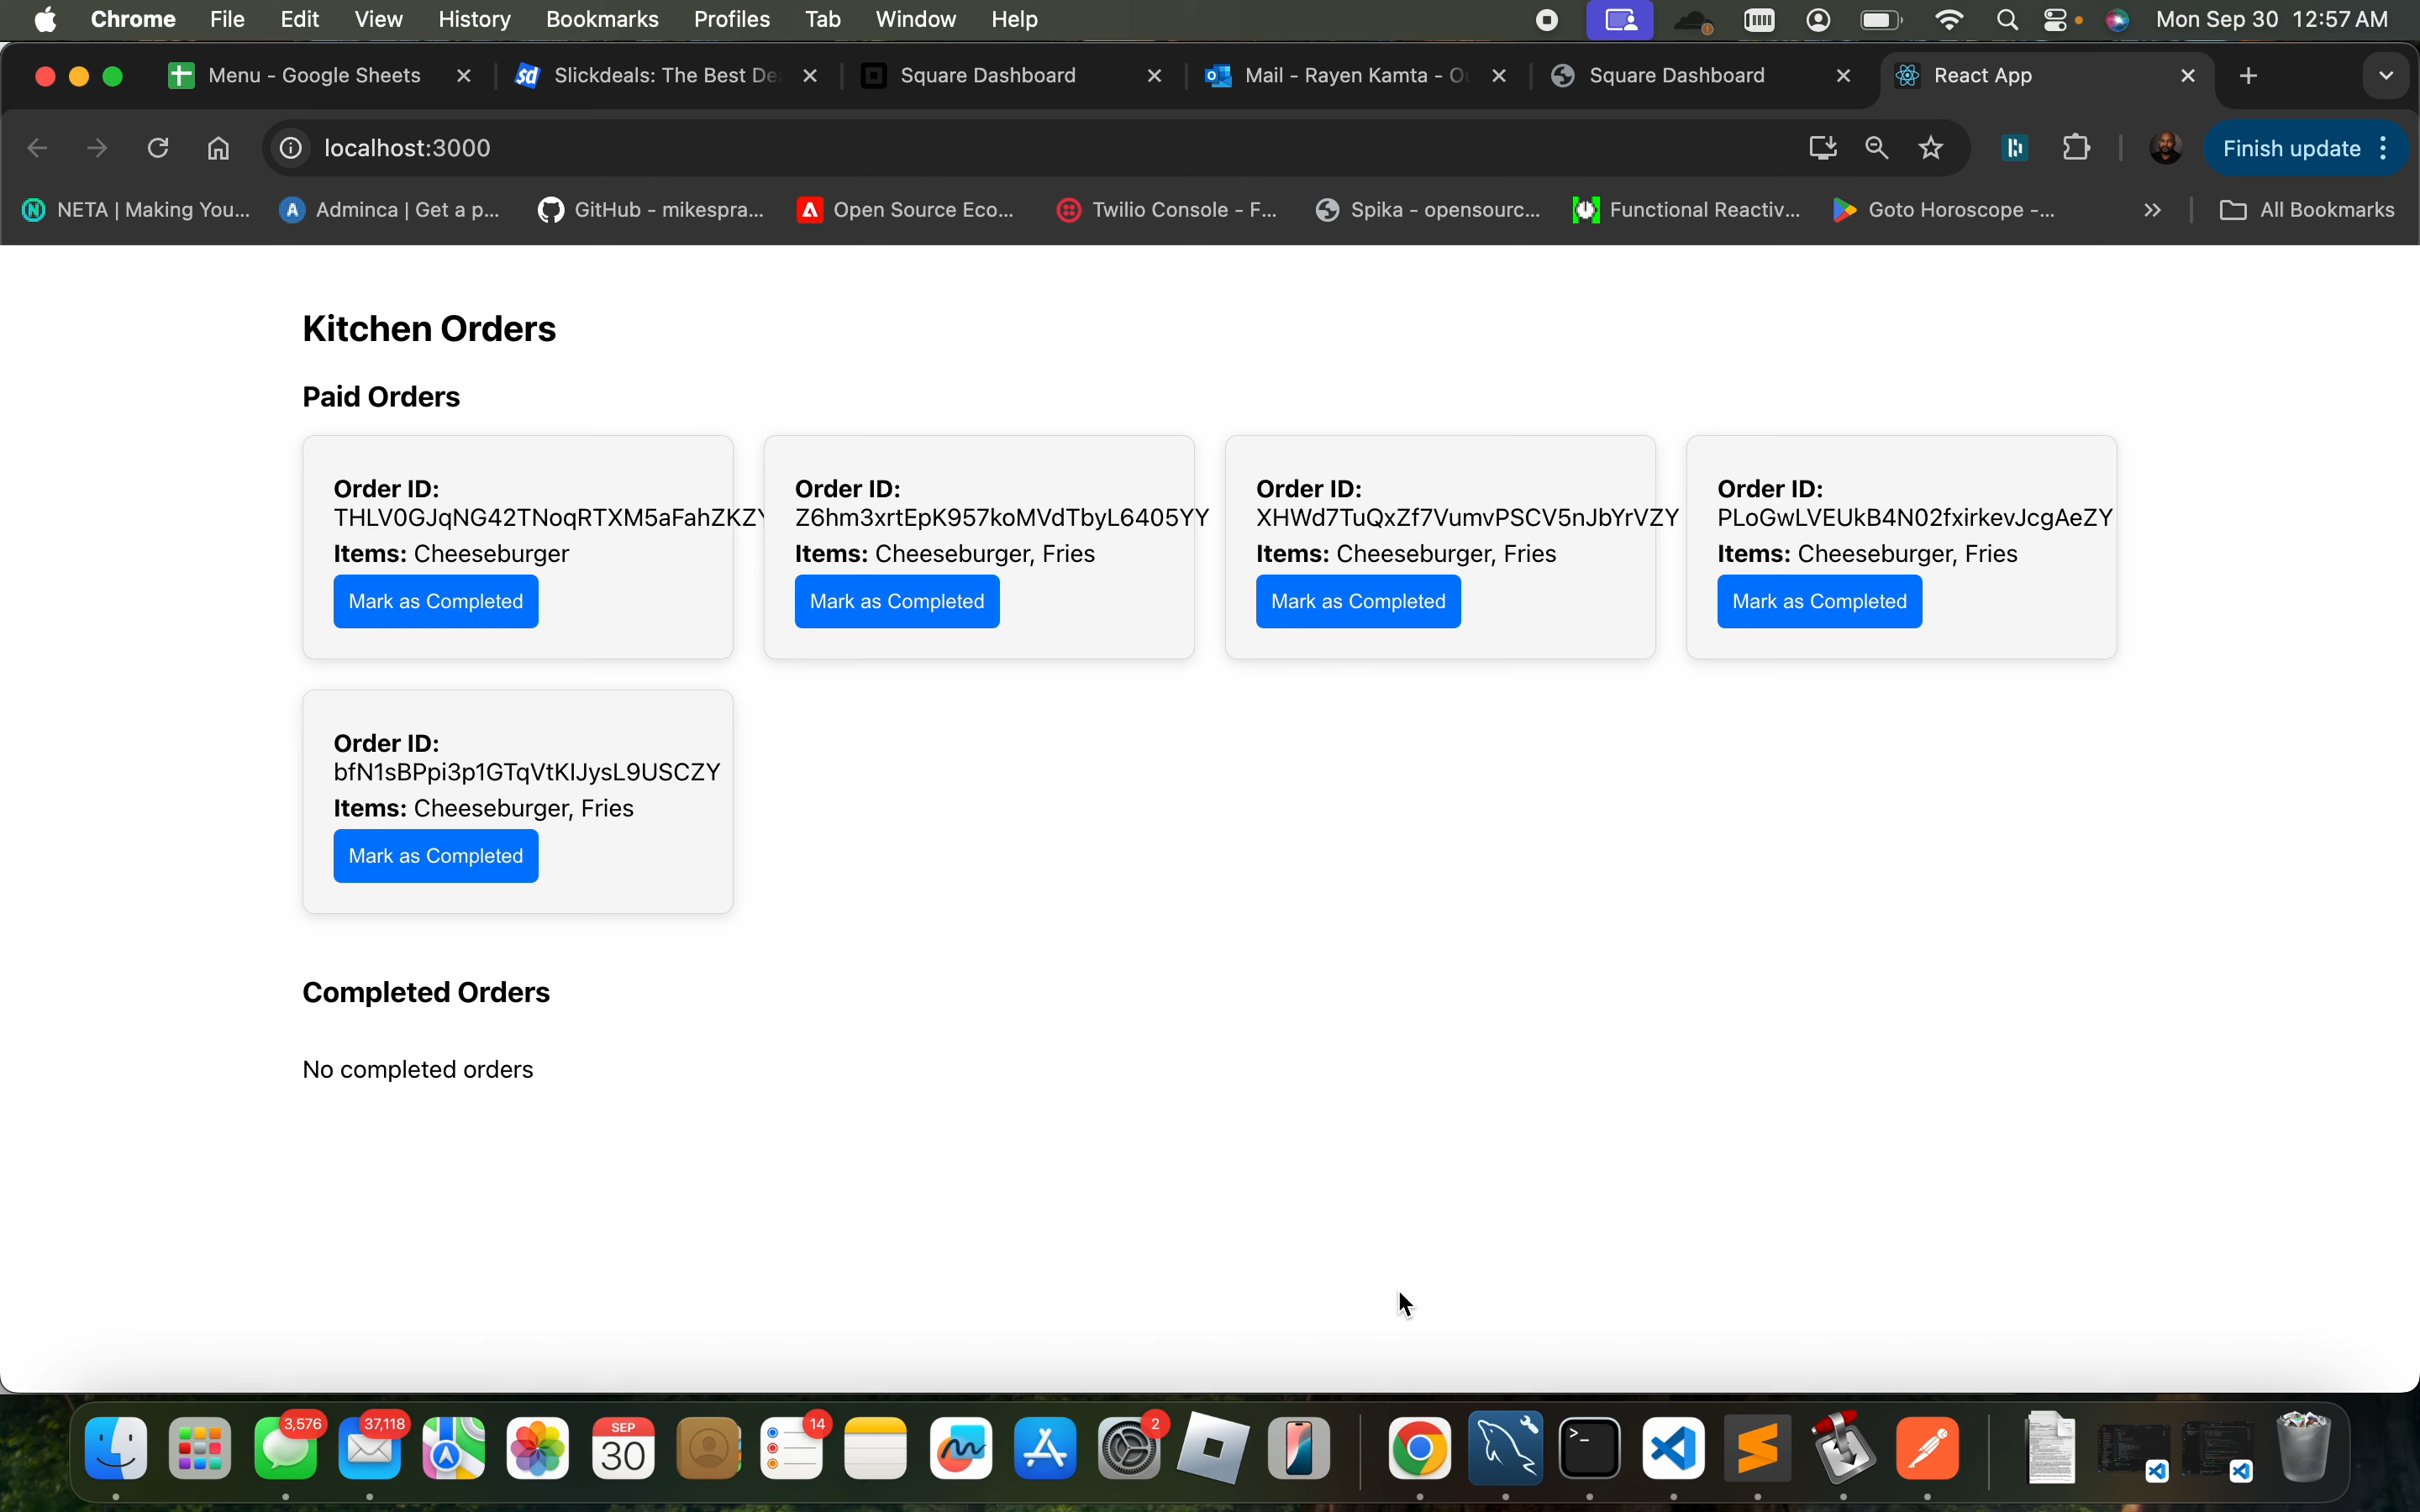 Chrome File Edit View History Bookmarks Profiles Tab Window Help Mon Sep 30 12:57 AM
Menu - Google Sheets Slickdeals: The Best De Square Dashboard Mail - Rayen Kamta - Ou Square Dashboard React App
localhost:3000 Finish update
NETA | Making You... Adminca | Get a p... GitHub - mikespra... Open Source Eco... Twilio Console - F... Spika - opensourc... Functional Reactiv... Goto Horoscope -... All Bookmarks
Kitchen Orders
Paid Orders
Order ID:
THLV0GJqNG42TNoqRTXM5aFahZKZY
Items: Cheeseburger
Mark as Completed
Order ID:
Z6hm3xrtEpK957koMVdTbyL6405YY
Items: Cheeseburger, Fries
Mark as Completed
Order ID:
XHWd7TuQxZf7VumvPSCV5nJbYrVZY
Items: Cheeseburger, Fries
Mark as Completed
Order ID:
PLoGwLVEUkB4N02fxirkevJcgAeZY
Items: Cheeseburger, Fries
Mark as Completed
Order ID:
bfN1sBPpi3p1GTqVtKIJysL9USCZY
Items: Cheeseburger, Fries
Mark as Completed
Completed Orders
No completed orders
3,576 37,118 SEP 30 14 2